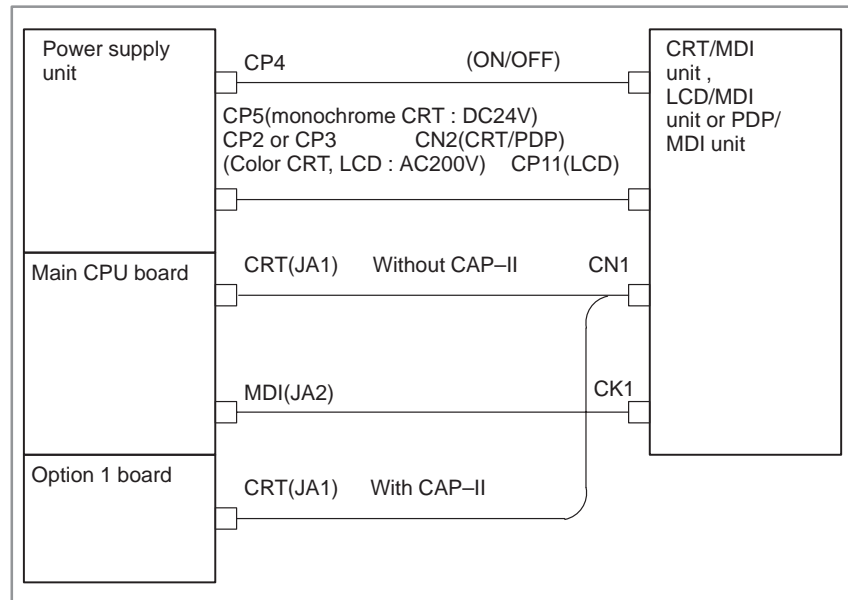 Power supply
unit
CP4
(ON/OFF)
CRT/MDI
unit ,
LCD/MDI
unit or PDP/
MDI unit
CP5(monochrome CRT : DC24V)
CP2 or CP3 CN2(CRT/PDP)
(Color CRT, LCD : AC200V) CP11(LCD)
Main CPU board
CRT(JA1) Without CAP–II CN1
MDI(JA2) CK1
Option 1 board
CRT(JA1) With CAP–II